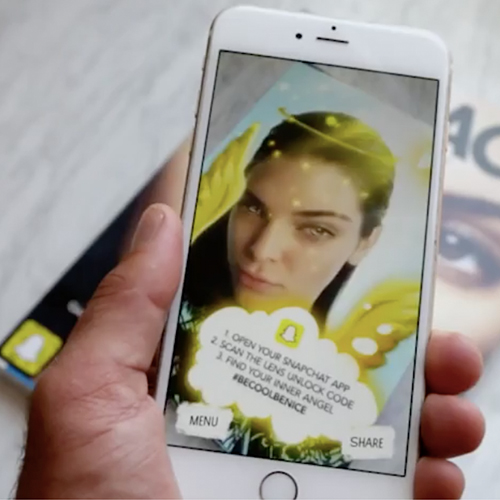 AC
1. OPEN YOUR SNAPCHAT APP
2. SCAN THE LENS UNLOCK CODE
3. FIND YOUR INNER ANGEL
#BECOOLBENICE
MENU
SHARE